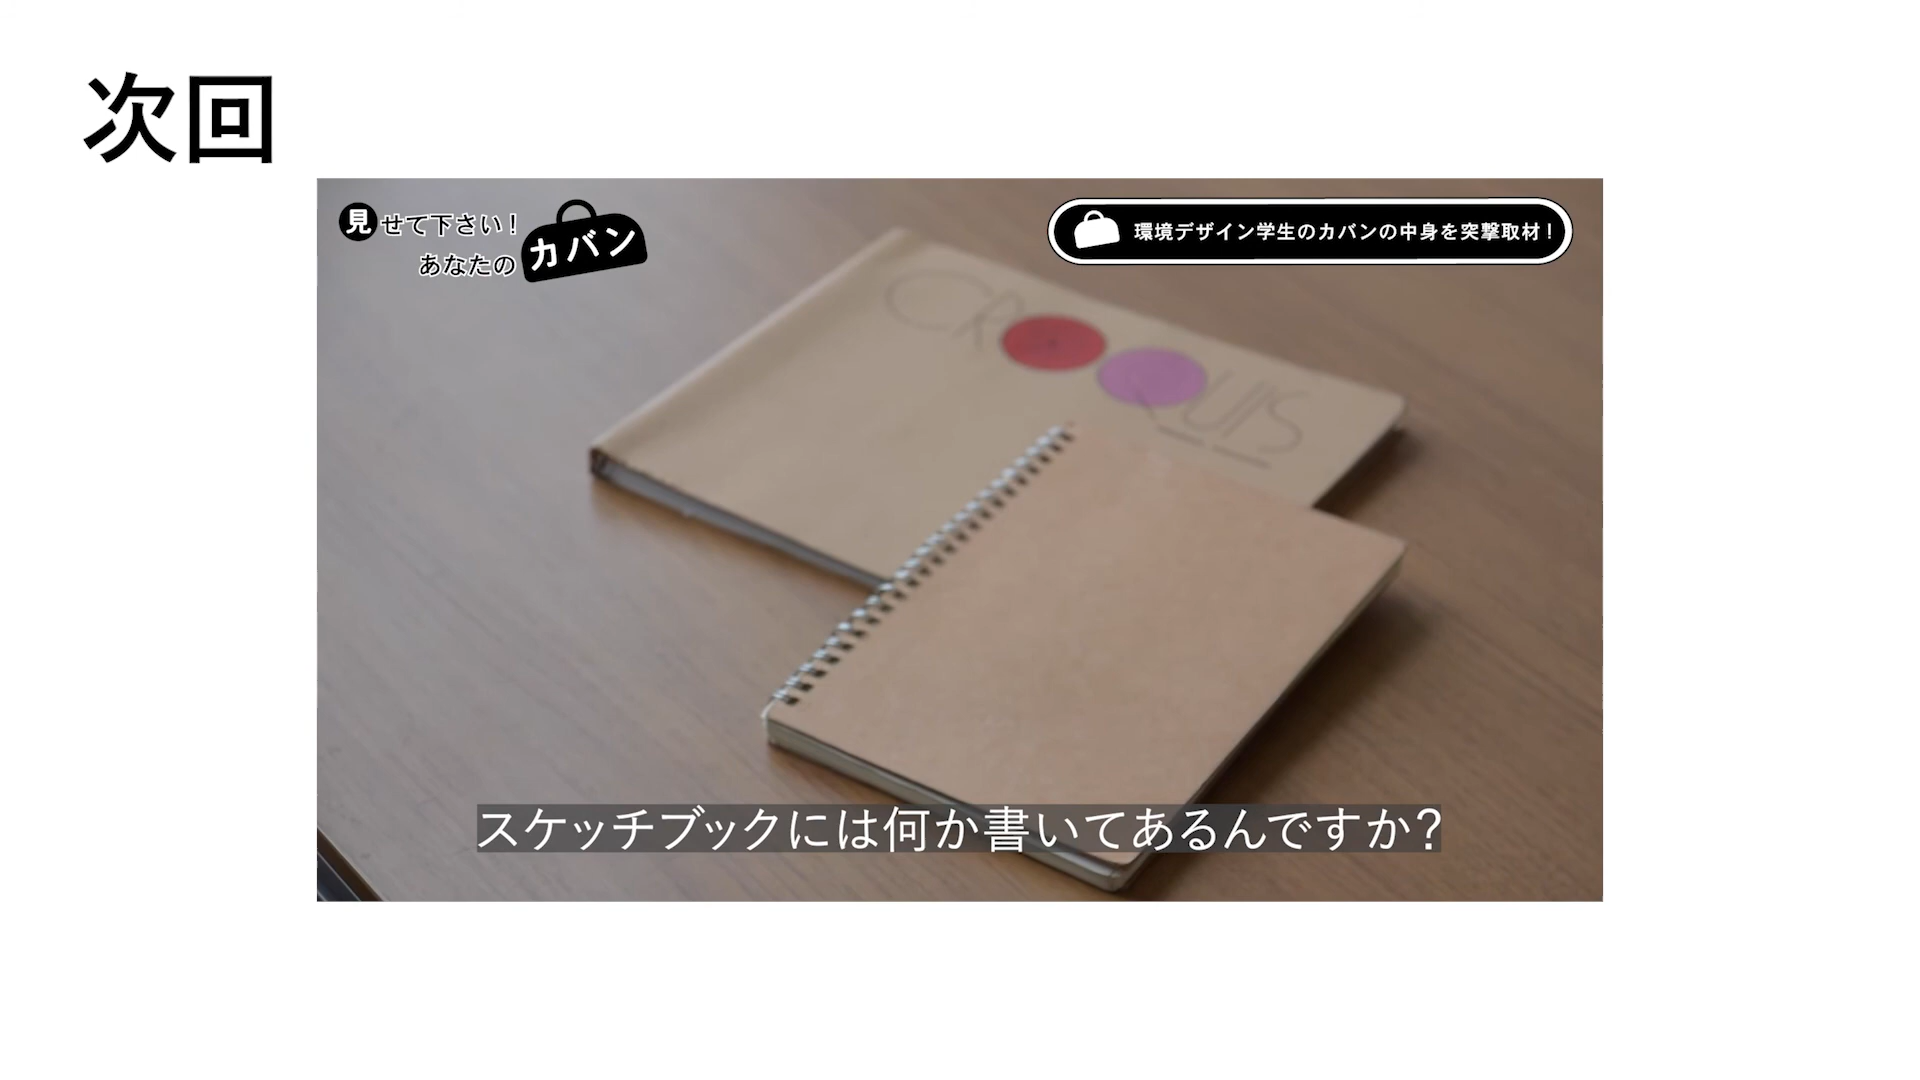 次回
見せて下さい!
あなたの
カバン
環境デザイン学生のカバンの中身を突撃取材!
CROQUIS
スケッチブックには何か書いてあるんですか?